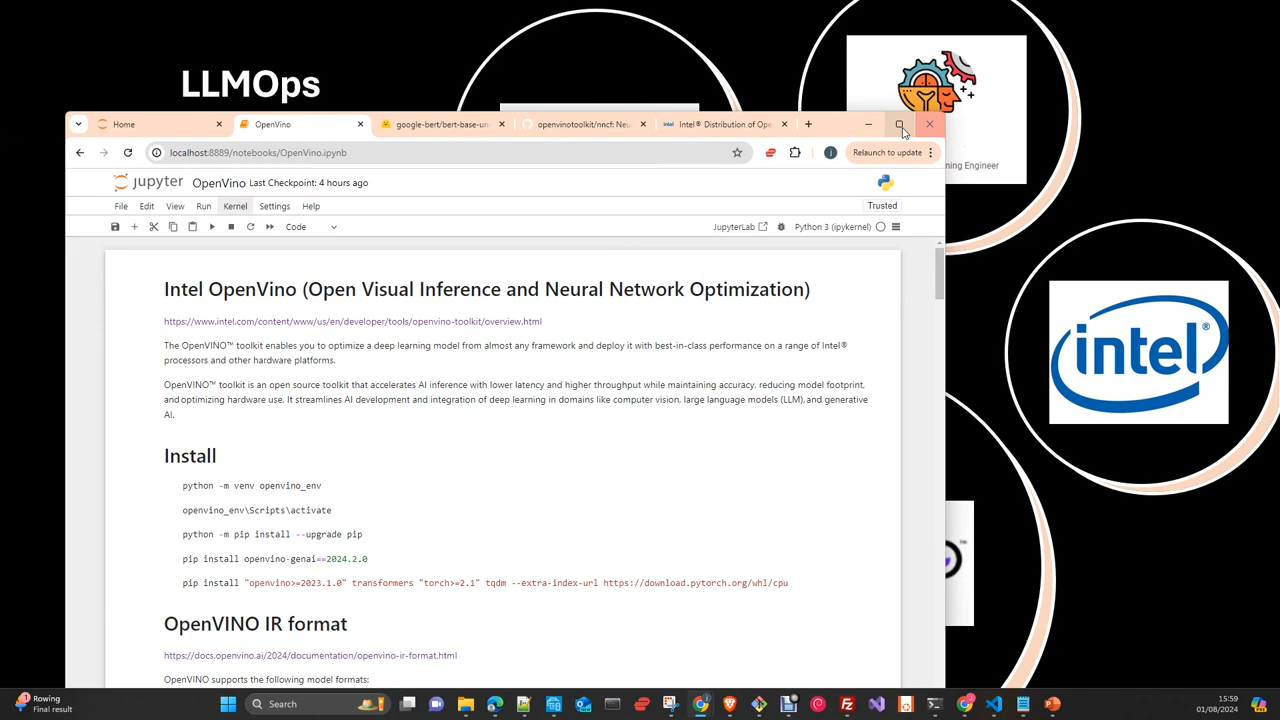 LLMOps
Home
OpenVino
google-bert/bert-base-un
openvinotoolkit/nncf: Neu
Intel® Distribution of Ope
localhost:8889/notebooks/OpenVino.ipynb
Relaunch to update
ning Engineer
jupyter OpenVino Last Checkpoint: 4 hours ago
File Edit View Run Kernel Settings Help
Trusted
Code
JupyterLab
Python 3 (ipykernel)
intel®
Intel OpenVino (Open Visual Inference and Neural Network Optimization)
https://www.intel.com/content/www/us/en/developer/tools/openvino-toolkit/overview.html
The OpenVINO™ toolkit enables you to optimize a deep learning model from almost any framework and deploy it with best-in-class performance on a range of Intel®
processors and other hardware platforms.
OpenVINO™ toolkit is an open source toolkit that accelerates AI inference with lower latency and higher throughput while maintaining accuracy, reducing model footprint,
and optimizing hardware use. It streamlines AI development and integration of deep learning in domains like computer vision, large language models (LLM), and generative
AI.
Install
python -m venv openvino_env
openvino_env\Scripts\activate
python -m pip install --upgrade pip
pip install openvino-genai==2024.2.0
pip install "openvino>=2023.1.0" transformers "torch>=2.1" tqdm --extra-index-url https://download.pytorch.org/whl/cpu
TM
OpenVINO IR format
https://docs.openvino.ai/2024/documentation/openvino-ir-format.html
OpenVINO supports the following model formats:
1
Rowing
Final result
Search
15:59
01/08/2024